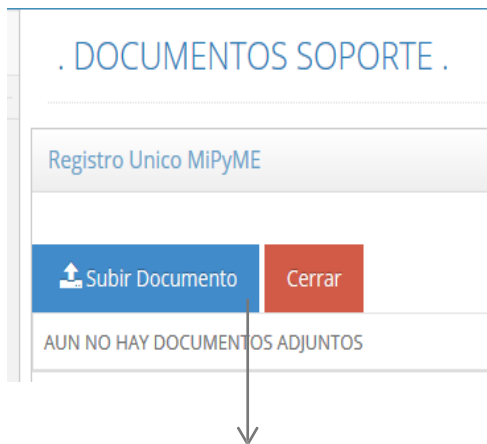 . DOCUMENTOS SOPORTE .
Registro Unico MiPyME
Subir Documento Cerrar
AUN NO HAY DOCUMENTOS ADJUNTOS